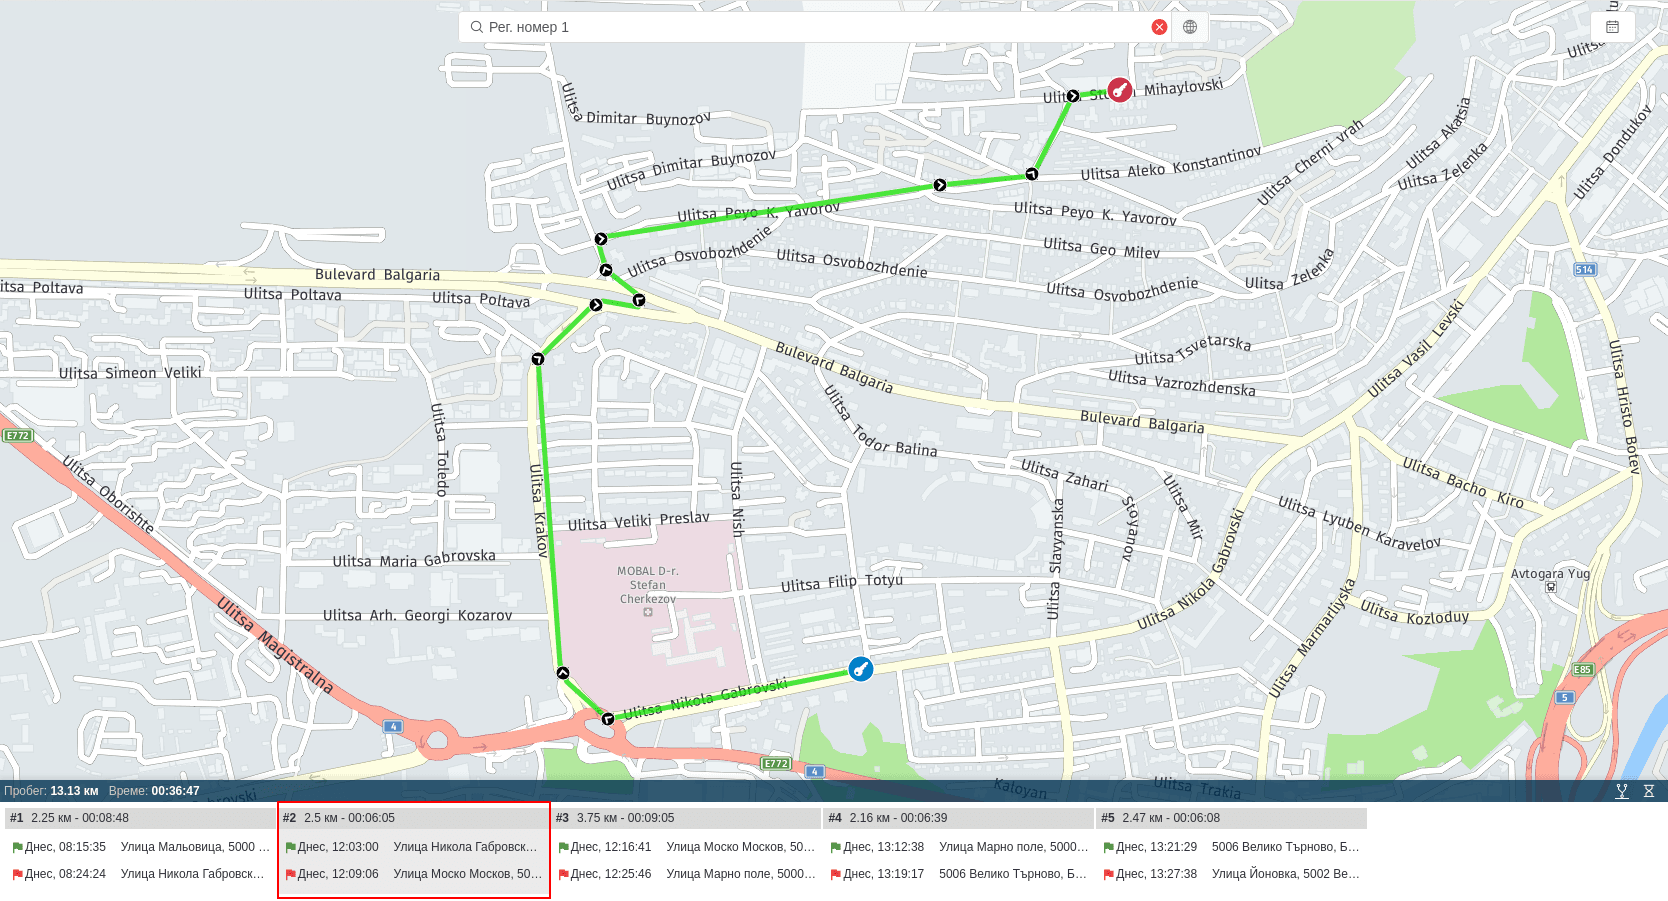 Рег. номер 1
Ulitsa
Ulitsa Stoyan Mihaylovski
Dimitar Buynozov
Ulitsa Dimitar Buynozov
Ulitsa Aleko Konstantinov
Ulitsa Cherni vrah
Ulitsa Akatsia
Ulitsa Zelenka
Ulitsa Dondukov
Ulitsa Peyo K. Yavorov
Ulitsa Peyo K. Yavorov
Ulitsa Geo Milev
Ulitsa Osvobozhdenie
Ulitsa Osvobozhdenie
Ulitsa Osvobozhdenie
Ulitsa Zelenka
514
Bulevard Balgaria
itsa Poltava
Ulitsa Poltava
Ulitsa Poltava
Ulitsa Tsvetarska
Ulitsa Vasil Levski
Ulitsa Simeon Veliki
Bulevard Balgaria
Ulitsa Vazrozhdenska
Ulitsa Hristo Botev
Bulevard Balgaria
E772
Ulitsa Toledo
Ulitsa Todor Balina
Ulitsa Oborishte
Ulitsa Krakov
Ulitsa Nish
Ulitsa Zahari Stoyanov
Ulitsa Mir
Ulitsa Bacho Kiro
Ulitsa Lyuben Karavelov
Ulitsa Veliki Preslav
Ulitsa Slavyanska
Ulitsa Maria Gabrovska
MOBAL D-r.
Stefan
Cherkezov
Ulitsa Filip Totyu
Avtogara Yug
Ulitsa Nikola Gabrovski
Ulitsa Arh. Georgi Kozarov
Ulitsa Kozloduy
Ulitsa Marmarliyska
Ulitsa Magistralna
Ulitsa Nikola Gabrovski
E85
5
4
E772
4
Kaloyan
Ulitsa Trakia
Пробег: 13.13 км Време: 00:36:47
#1 2.25 км - 00:08:48
Днес, 08:15:35 Улица Мальовица, 5000 ...
Днес, 08:24:24 Улица Никола Габровск...
#2 2.5 км - 00:06:05
Днес, 12:03:00 Улица Никола Габровск...
Днес, 12:09:06 Улица Моско Москов, 50...
#3 3.75 км - 00:09:05
Днес, 12:16:41 Улица Моско Москов, 50...
Днес, 12:25:46 Улица Марно поле, 5000...
#4 2.16 км - 00:06:39
Днес, 13:12:38 Улица Марно поле, 5000...
Днес, 13:19:17 5006 Велико Търново, Б...
#5 2.47 км - 00:06:08
Днес, 13:21:29 5006 Велико Търново, Б...
Днес, 13:27:38 Улица Йоновка, 5002 Ве...